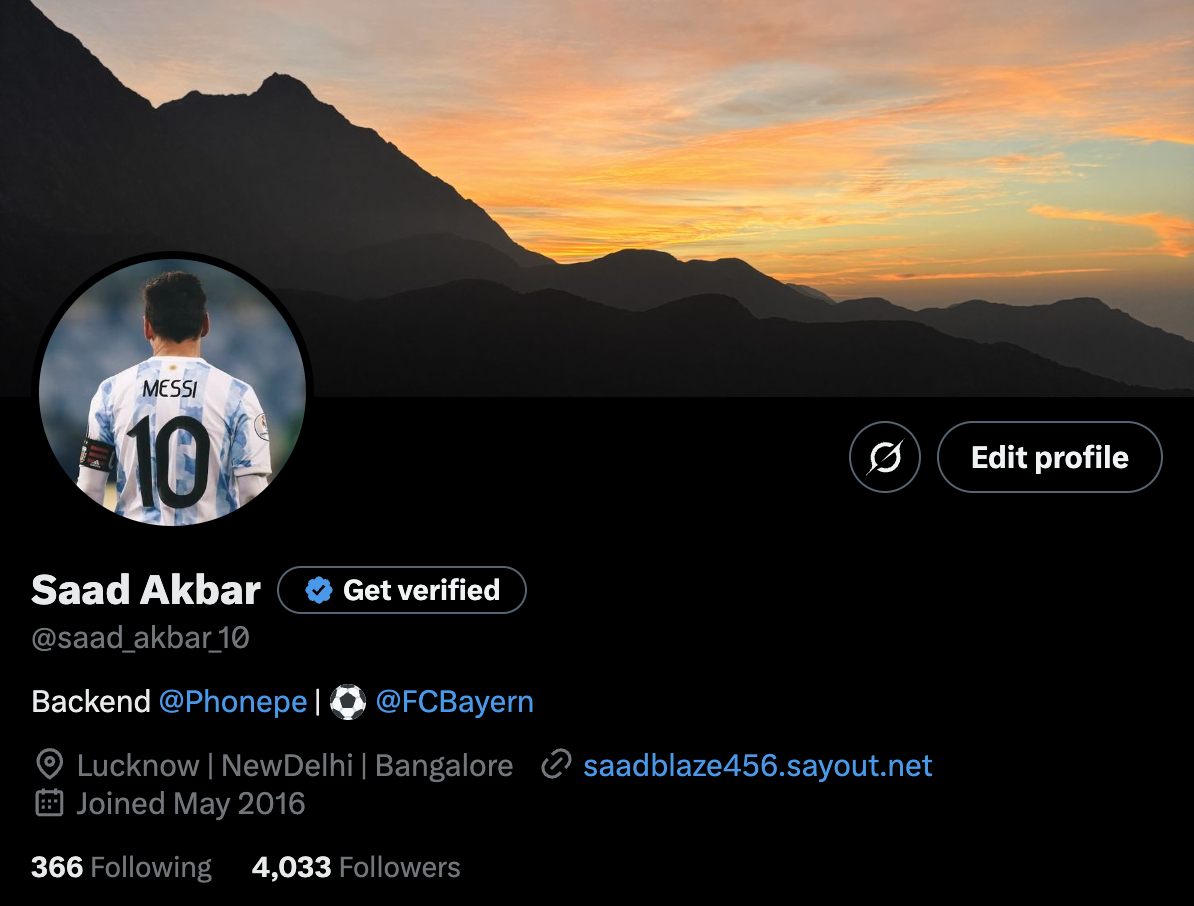 MESSI
10
Edit profile
Saad Akbar Get verified
@saad_akbar_10
Backend @Phonepe | ⚽ @FCBayern
Lucknow | NewDelhi | Bangalore saadblaze456.sayout.net
Joined May 2016
366 Following 4,033 Followers